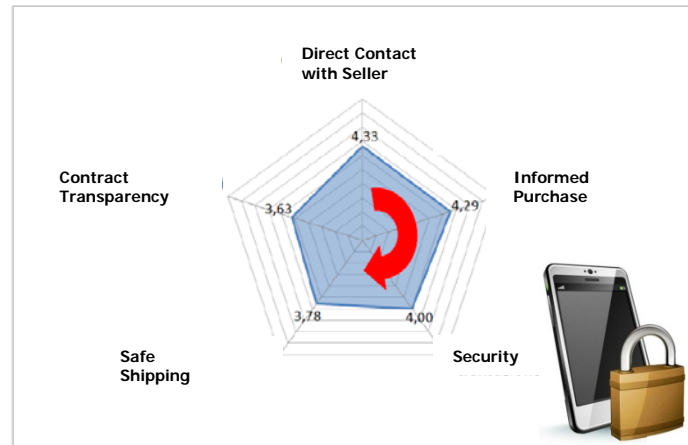 Direct Contact
with Seller
4,33
Contract
Transparency
Informed
Purchase
3,63
4,29
3,78
4,00
Safe
Shipping
Security